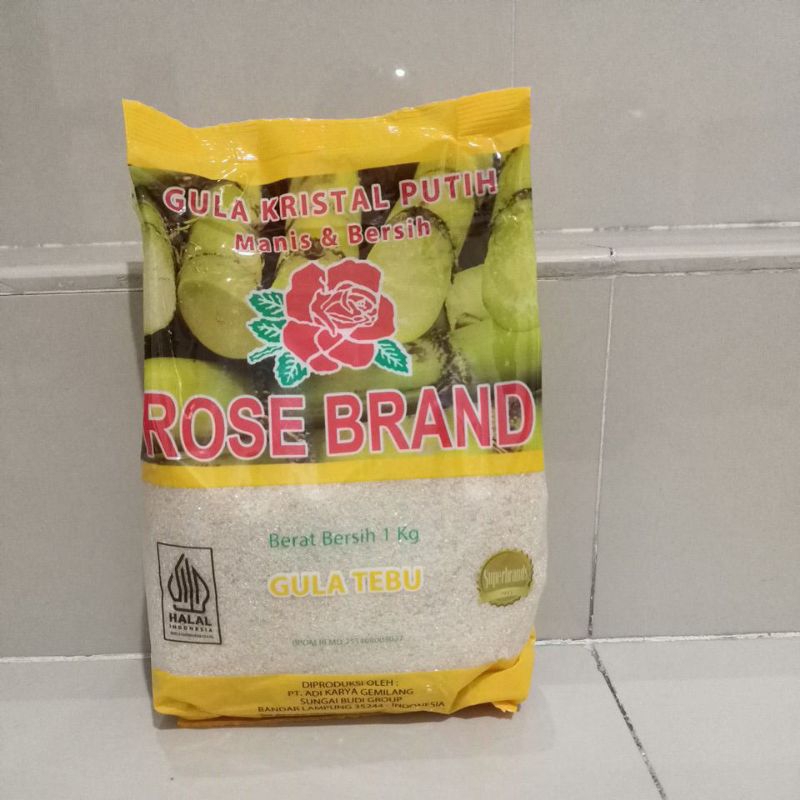 GULA KRISTAL PUTIH
Manis & Bersih
ROSE BRAND
Berat Bersih 1 Kg
GULA TEBU
HALAL
INDONESIA
Superbrands
DIPRODUKSI OLEH :
PT. ADI KARYA GEMILANG
SUNGAI BUDI GROUP
BANDAR LAMPUNG 35244 - INDONESIA